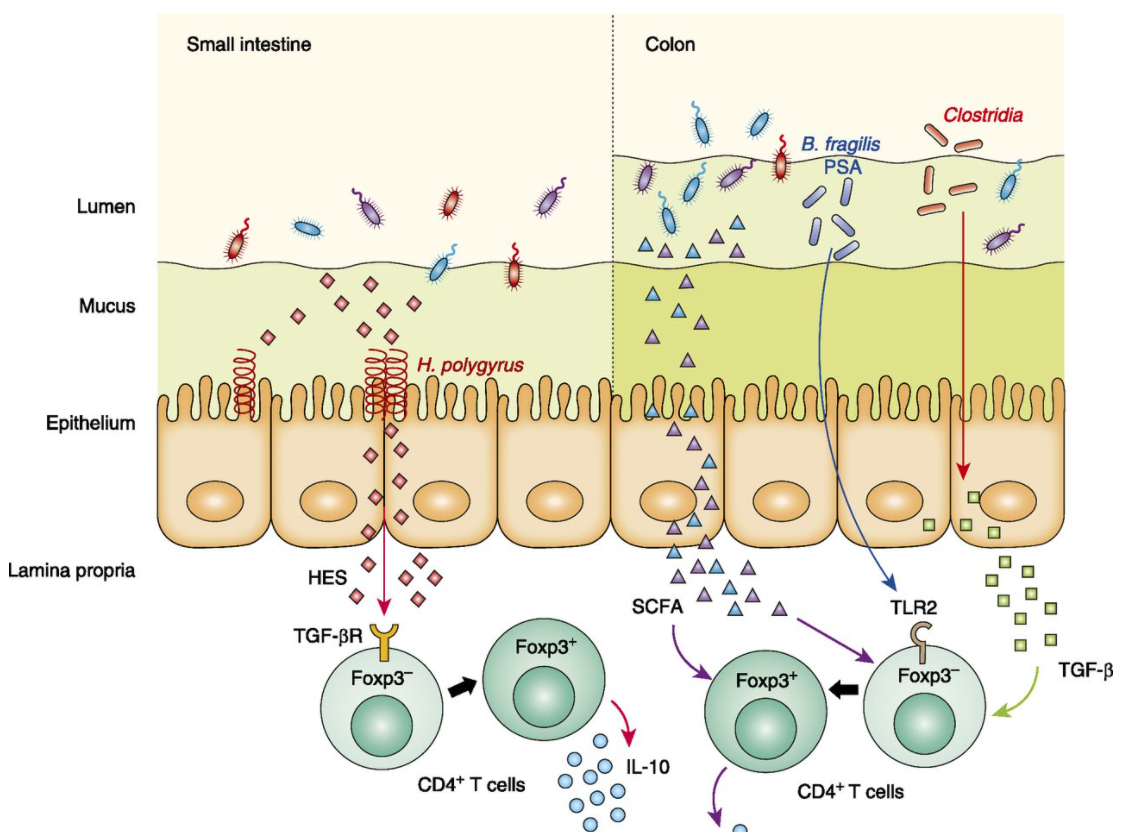 Small intestine
Colon
Clostridia
B. fragilis
PSA
Lumen
Mucus
H. polygyrus
Epithelium
Lamina propria
HES
SCFA
TLR2
TGF-βR
TGF-β
Foxp3⁻
Foxp3⁺
Foxp3⁺
Foxp3⁻
IL-10
CD4⁺ T cells
CD4⁺ T cells